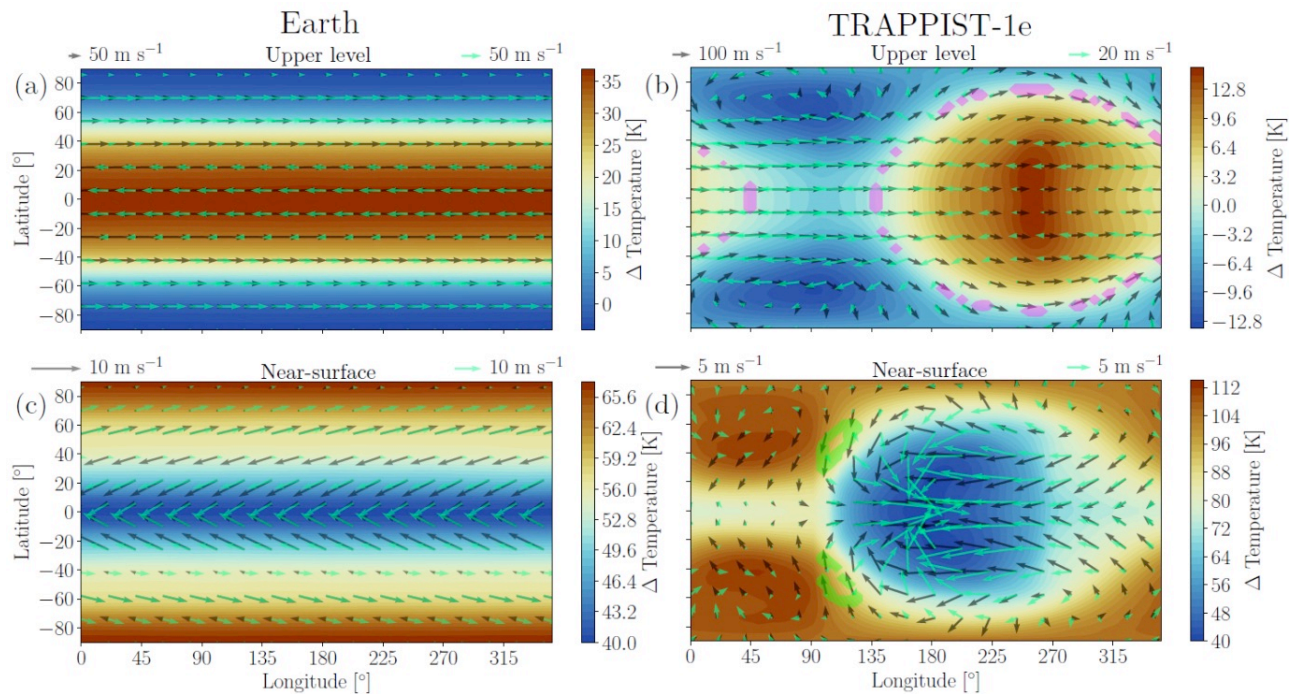 Earth
TRAPPIST-1e
50 m s⁻¹ Upper level 50 m s⁻¹
100 m s⁻¹ Upper level 20 m s⁻¹
(a)
80
60
40
20
0
−20
−40
−60
−80
Latitude [°]
35
30
25
20
15
10
5
0
Δ Temperature [K]
(b)
12.8
9.6
6.4
3.2
0.0
−3.2
−6.4
−9.6
−12.8
Δ Temperature [K]
10 m s⁻¹ Near-surface 10 m s⁻¹
5 m s⁻¹ Near-surface 5 m s⁻¹
(c)
80
60
40
20
0
−20
−40
−60
−80
Latitude [°]
65.6
62.4
59.2
56.0
52.8
49.6
46.4
43.2
40.0
Δ Temperature [K]
(d)
112
104
96
88
80
72
64
56
48
40
Δ Temperature [K]
0 45 90 135 180 225 270 315
Longitude [°]
0 45 90 135 180 225 270 315
Longitude [°]